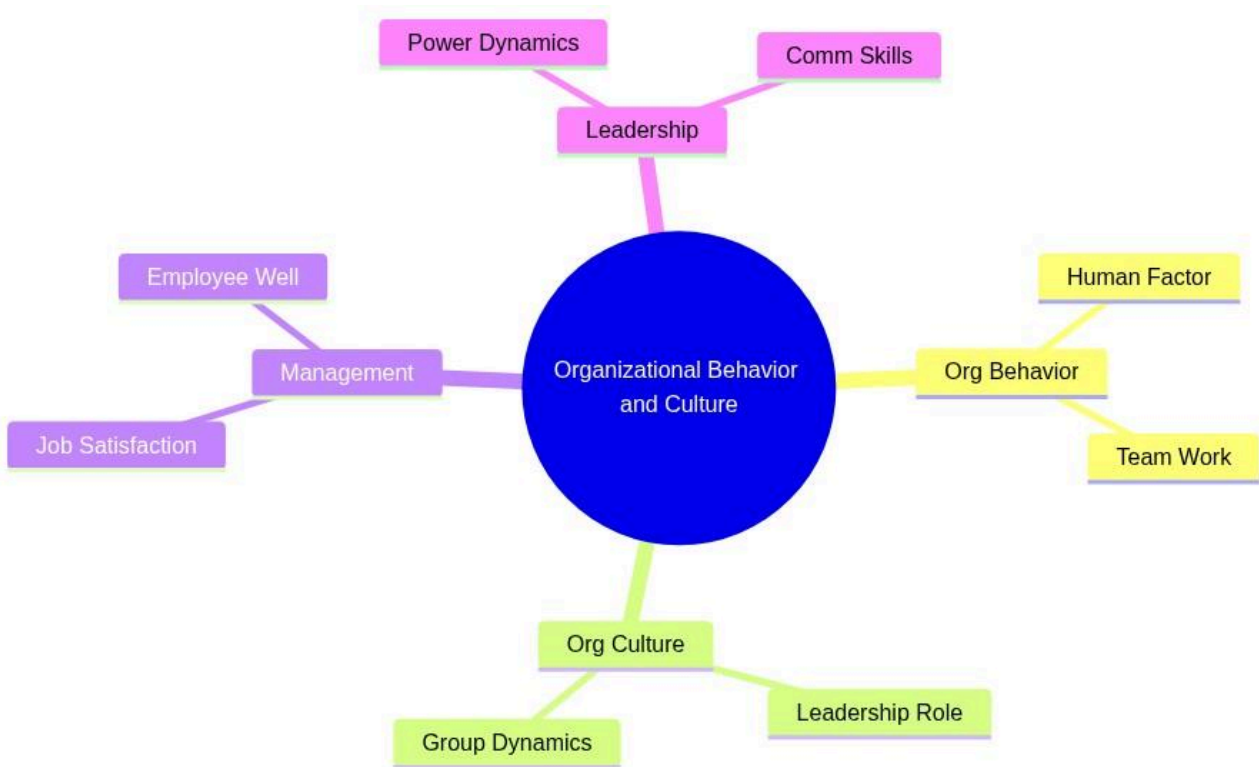 Power Dynamics
Comm Skills
Leadership
Employee Well
Human Factor
Management
Organizational Behavior
and Culture
Org Behavior
Job Satisfaction
Team Work
Org Culture
Leadership Role
Group Dynamics